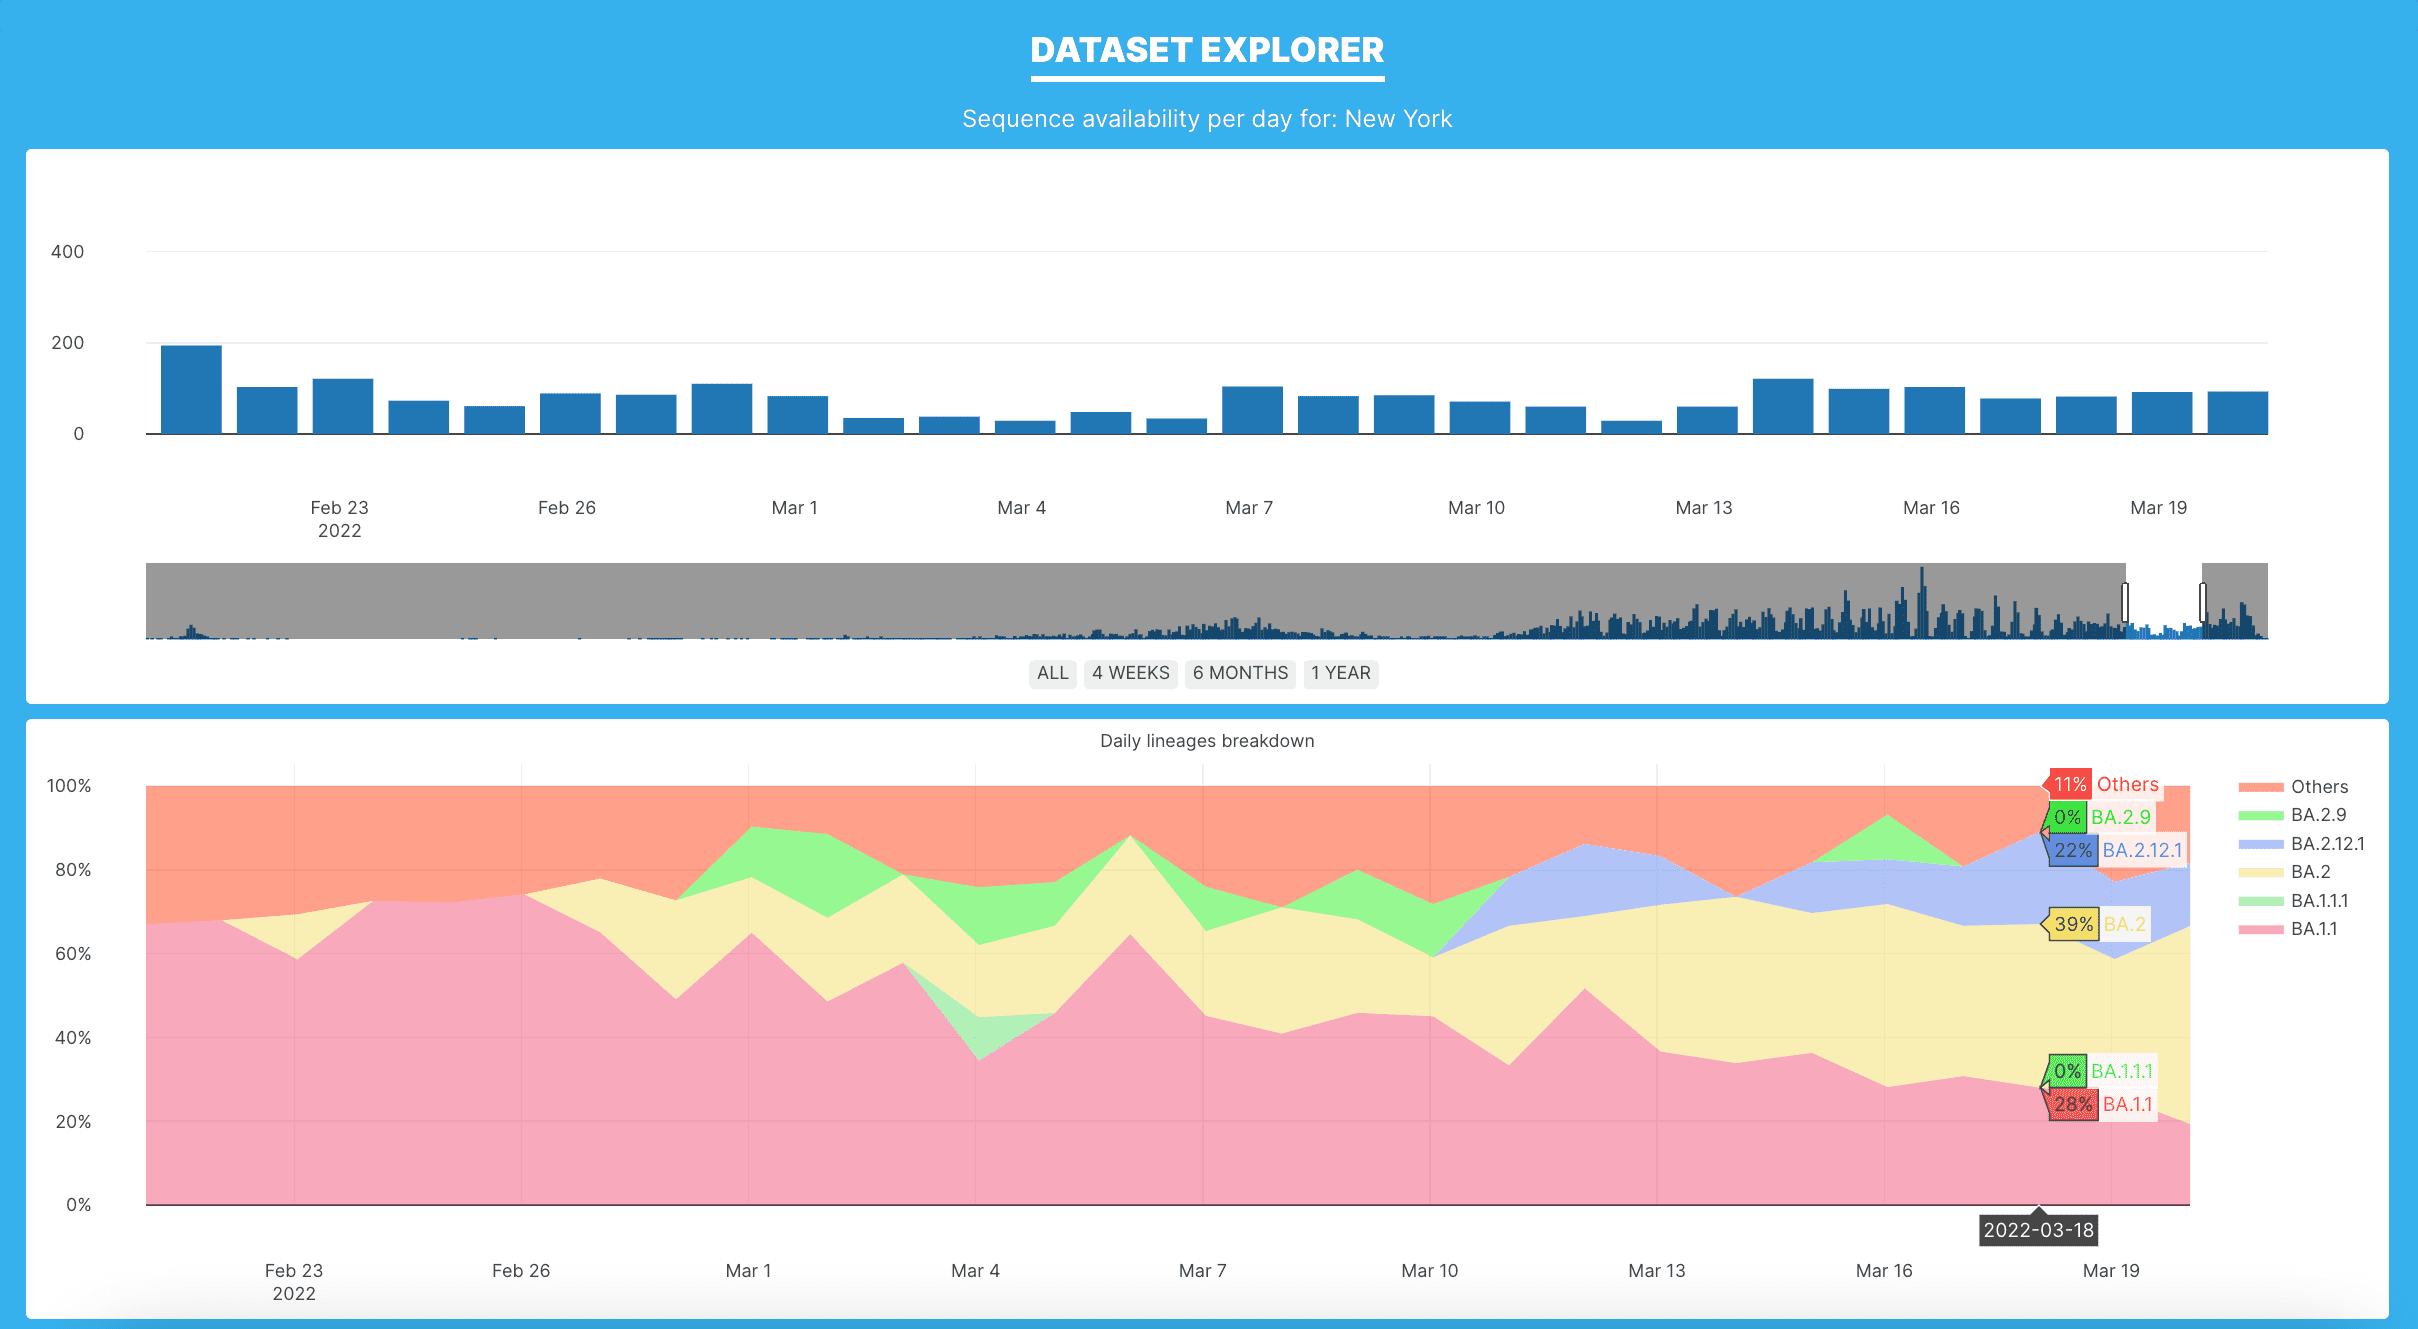 DATASET EXPLORER
Sequence availability per day for: New York
400
200
0
Feb 23 Feb 26 Mar 1 Mar 4 Mar 7 Mar 10 Mar 13 Mar 16 Mar 19
2022
ALL 4 WEEKS 6 MONTHS 1 YEAR
Daily lineages breakdown
100%
80%
60%
40%
20%
0%
11% Others
0% BA.2.9
22% BA.2.12.1
39% BA.2
0% BA.1.1.1
28% BA.1.1
Others
BA.2.9
BA.2.12.1
BA.2
BA.1.1.1
BA.1.1
2022-03-18
Feb 23 Feb 26 Mar 1 Mar 4 Mar 7 Mar 10 Mar 13 Mar 16 Mar 19
2022